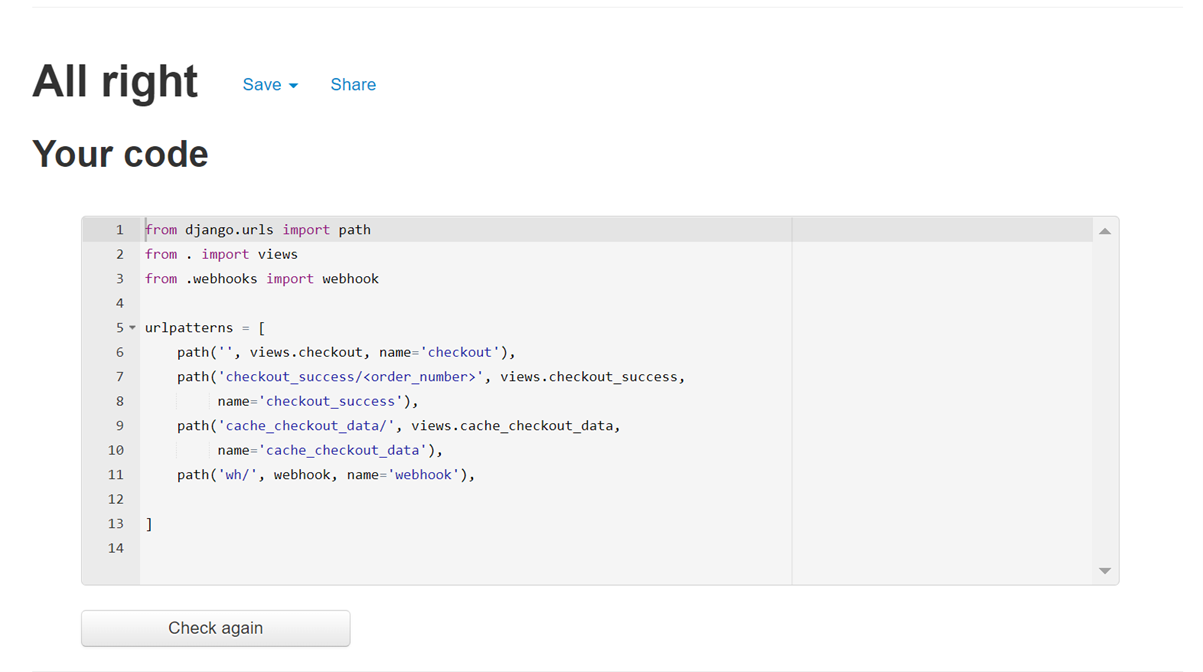 All right Save Share
Your code
1 from django.urls import path
2 from . import views
3 from .webhooks import webhook
4
5 urlpatterns = [
6     path('', views.checkout, name='checkout'),
7     path('checkout_success/<order_number>', views.checkout_success,
8          name='checkout_success'),
9     path('cache_checkout_data/', views.cache_checkout_data,
10          name='cache_checkout_data'),
11     path('wh/', webhook, name='webhook'),
12
13 ]
14
Check again